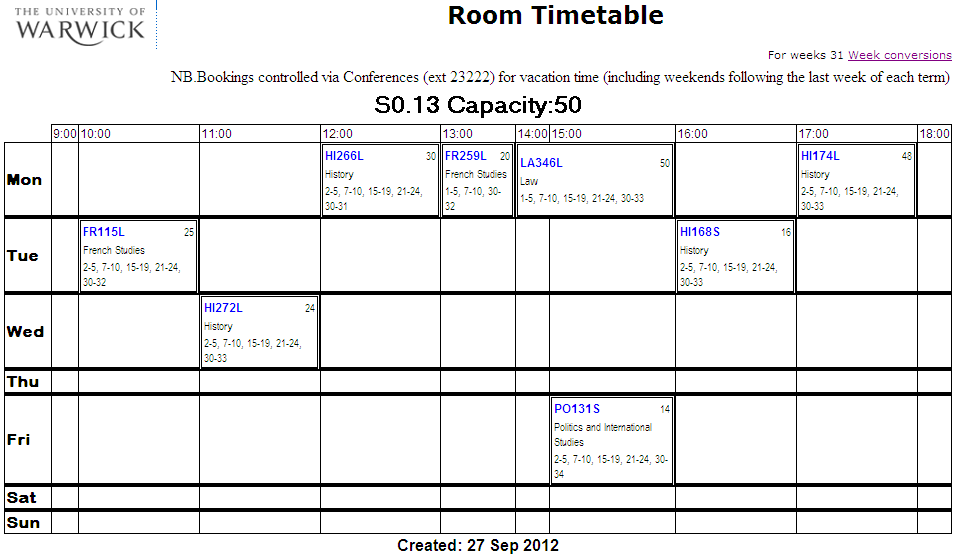 THE UNIVERSITY OF
WARWICK
Room Timetable
For weeks 31 Week conversions
NB.Bookings controlled via Conferences (ext 23222) for vacation time (including weekends following the last week of each term)
S0.13 Capacity:50
9:00 10:00 11:00 12:00 13:00 14:00 15:00 16:00 17:00 18:00
Mon
HI266L 30
History
2-5, 7-10, 15-19, 21-24,
30-31
FR259L 20
French Studies
1-5, 7-10, 30-
32
LA346L 50
Law
1-5, 7-10, 15-19, 21-24, 30-33
HI174L 48
History
2-5, 7-10, 15-19, 21-24,
30-33
Tue
FR115L 25
French Studies
2-5, 7-10, 15-19, 21-24,
30-32
HI168S 16
History
2-5, 7-10, 15-19, 21-24,
30-33
Wed
HI272L 24
History
2-5, 7-10, 15-19, 21-24,
30-33
Thu
Fri
PO131S 14
Politics and International
Studies
2-5, 7-10, 15-19, 21-24, 30-
34
Sat
Sun
Created: 27 Sep 2012